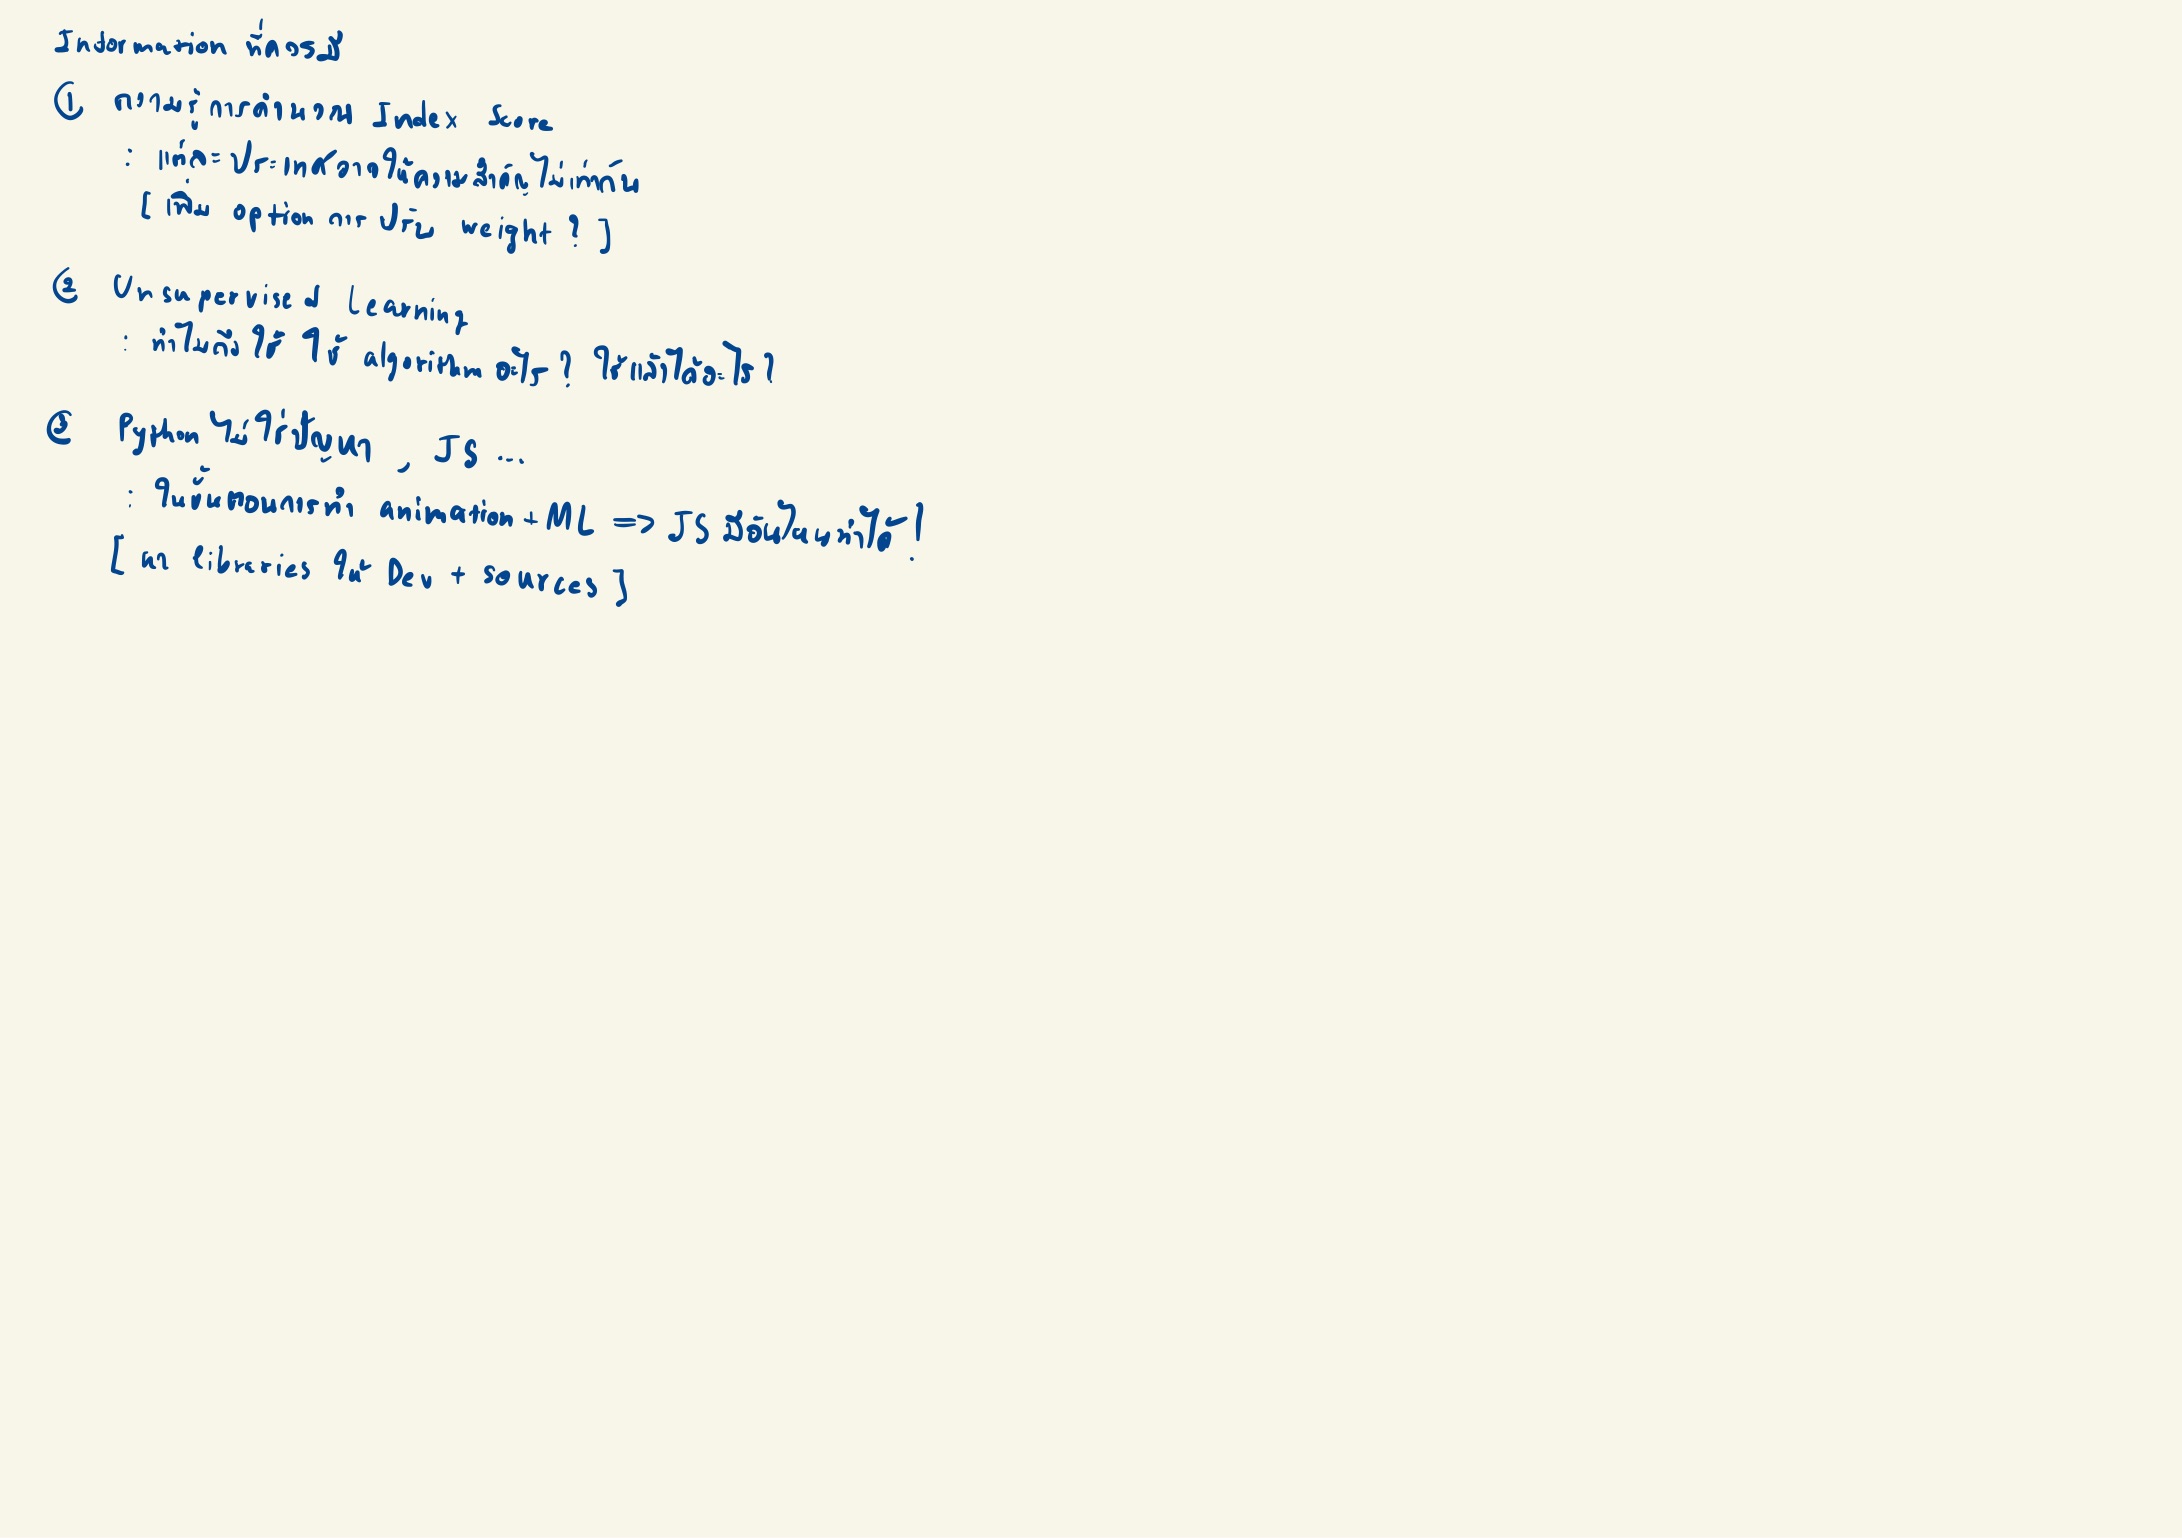 Information ที่ควรมี
① ความรู้การคำนวณ Index Score
: แต่ละประเทศอาจให้ความสำคัญไม่เท่ากัน
[ เพิ่ม option การ ปรับ weight ? ]
② Unsupervised Learning
: ทำไมถึงใช้ ใช้ algorithm อะไร ? ใช้แล้วได้อะไร ?
③ Python ไม่ใช่ปัญหา , JS ...
: ในขั้นตอนการทำ animation + ML => JS มีอันไหนทำได้ !
[ หา libraries ให้ Dev + sources ]